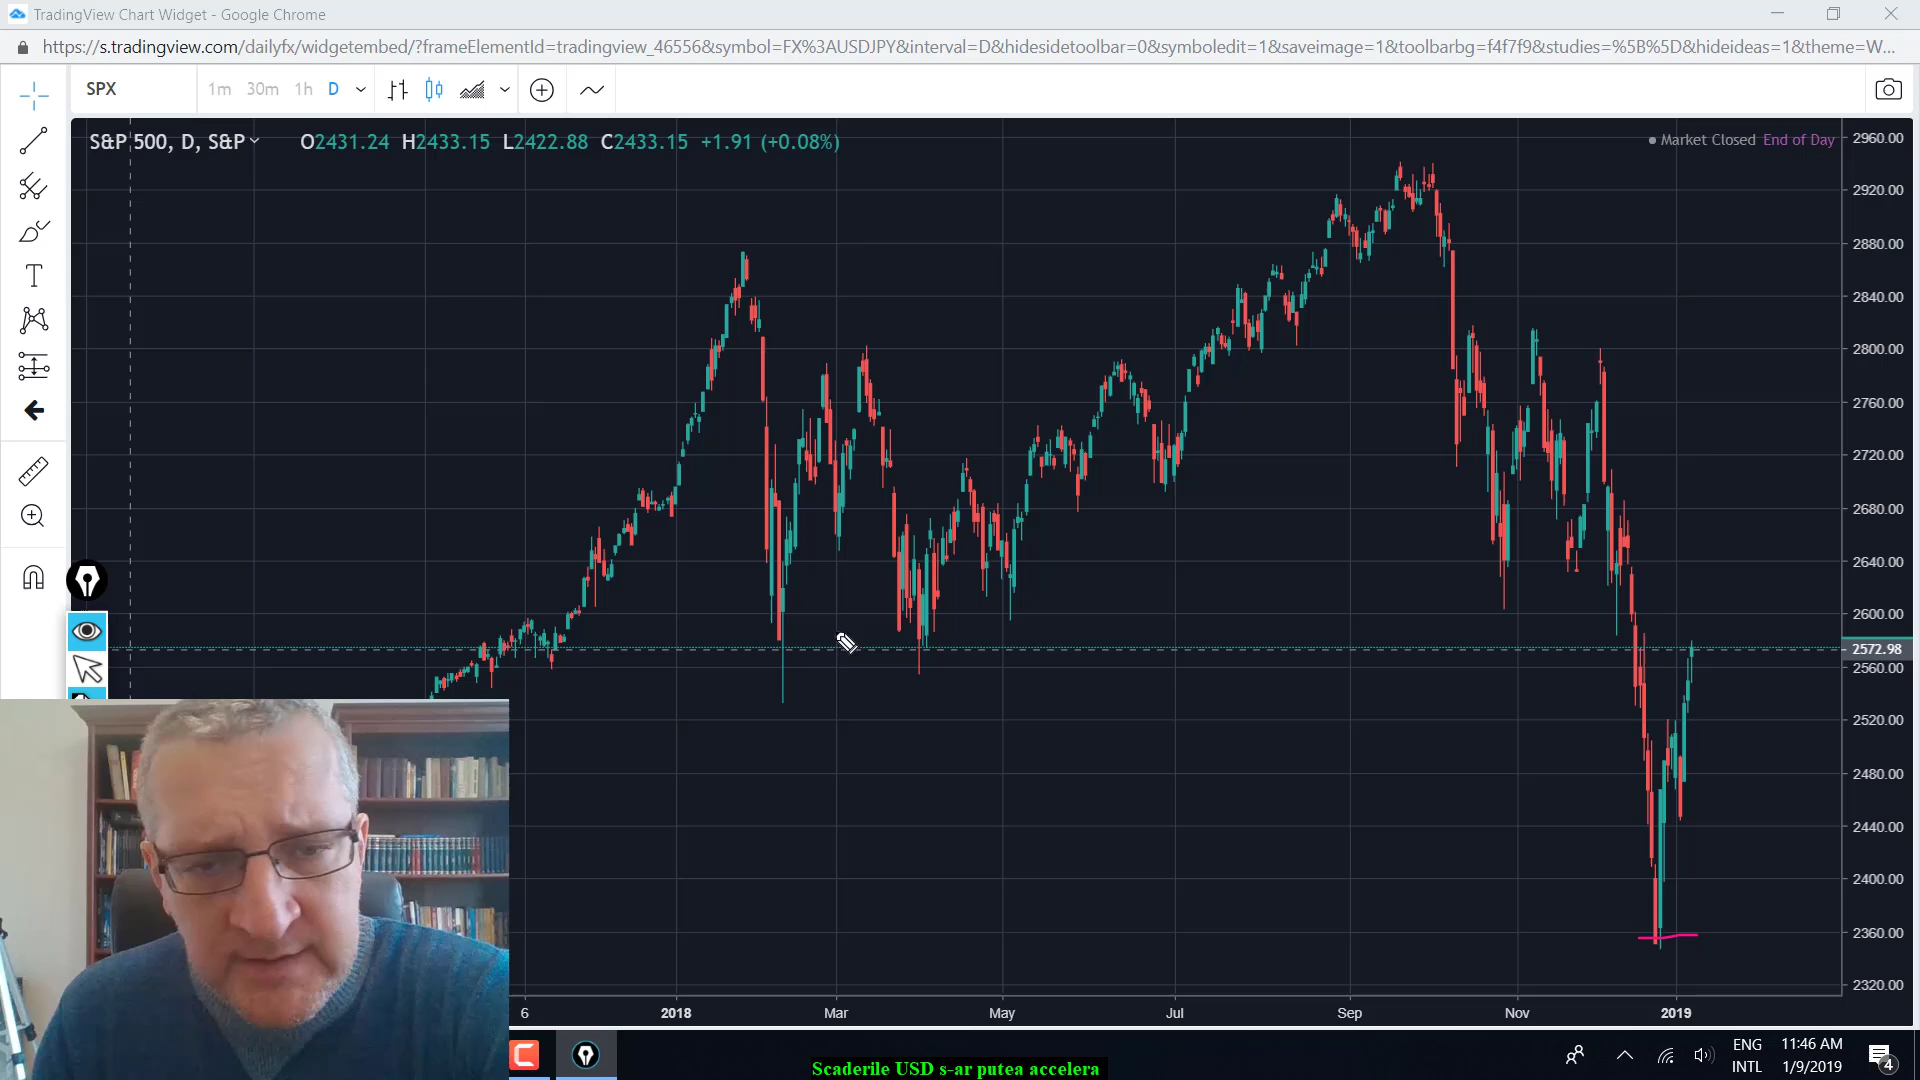 TradingView Chart Widget - Google Chrome
https://s.tradingview.com/dailyfx/widgetembed/?frameElementId=tradingview_46556&symbol=FX%3AUSDJPY&interval=D&hidesidetoolbar=0&symboledit=1&saveimage=1&toolbarbg=f4f7f9&studies=%5B%5D&hideideas=1&theme=W...
SPX 1m 30m 1h D
S&P 500, D, S&P O2431.24 H2433.15 L2422.88 C2433.15 +1.91 (+0.08%)
Market Closed End of Day
2960.00
2920.00
2880.00
2840.00
2800.00
2760.00
2720.00
2680.00
2640.00
2600.00
2572.98
2560.00
2520.00
2480.00
2440.00
2400.00
2360.00
2320.00
6 2018 Mar May Jul Sep Nov 2019
Scaderile USD s-ar putea accelera
ENG
INTL
11:46 AM
1/9/2019
4